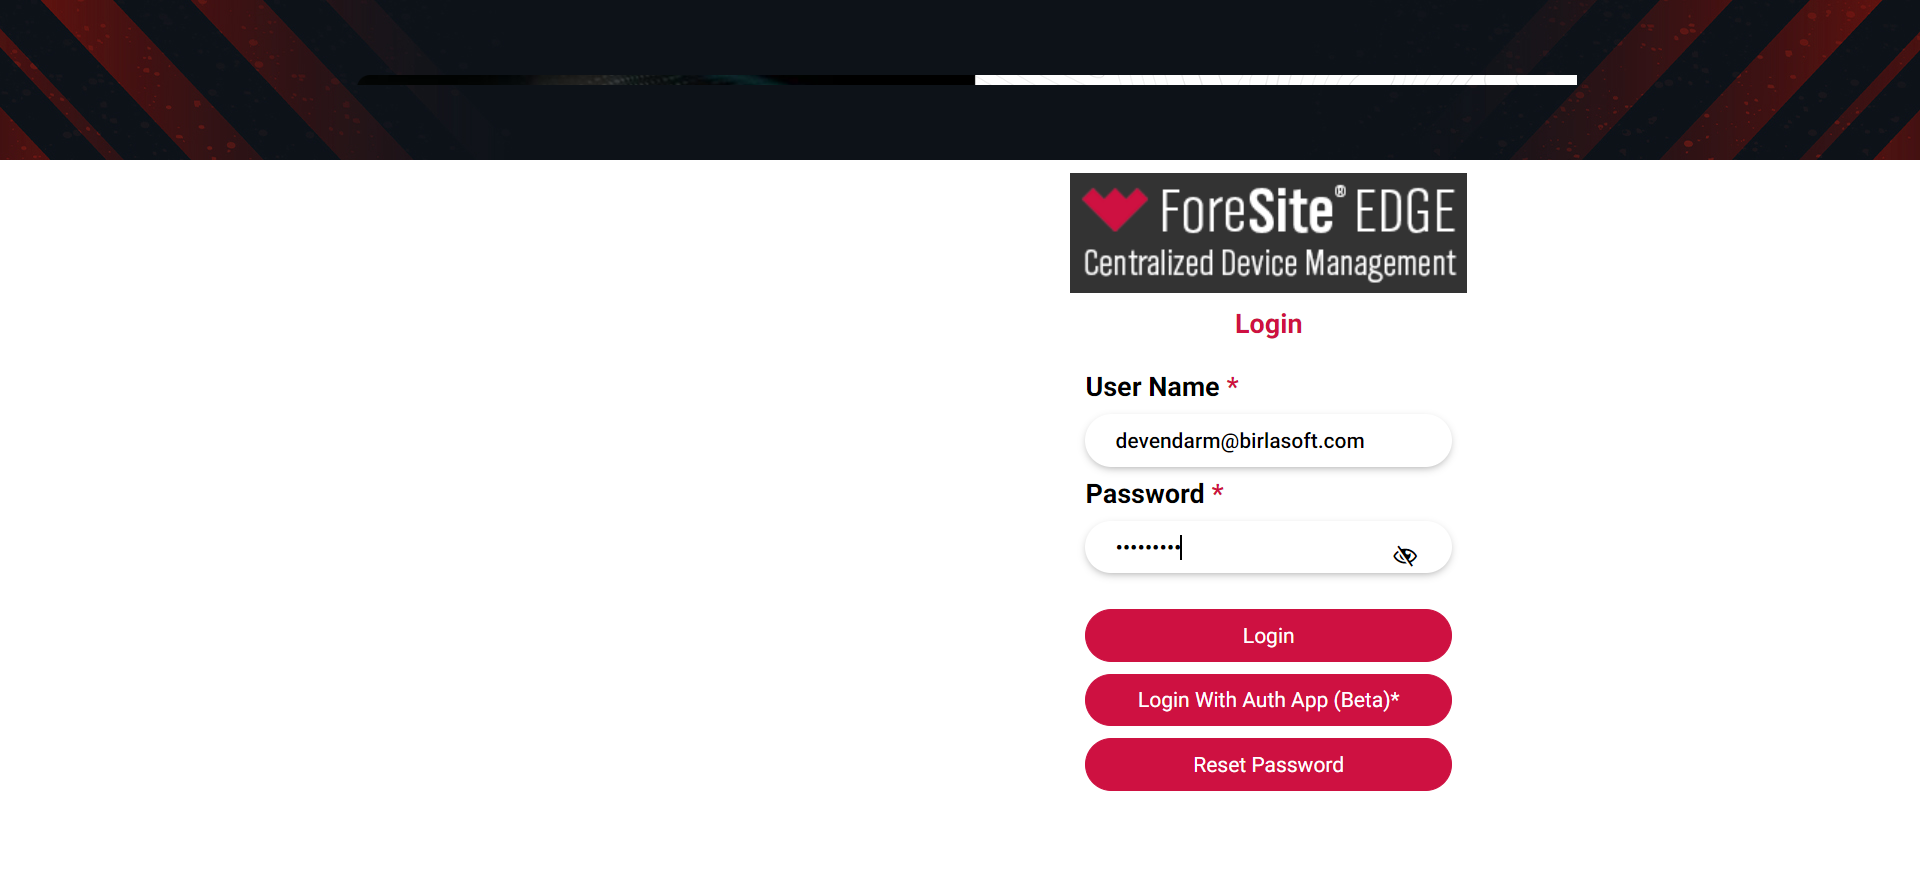 ForeSite® EDGE
Centralized Device Management
Login
User Name *
devendarm@birlasoft.com
Password *
•••••••••
Login
Login With Auth App (Beta)*
Reset Password